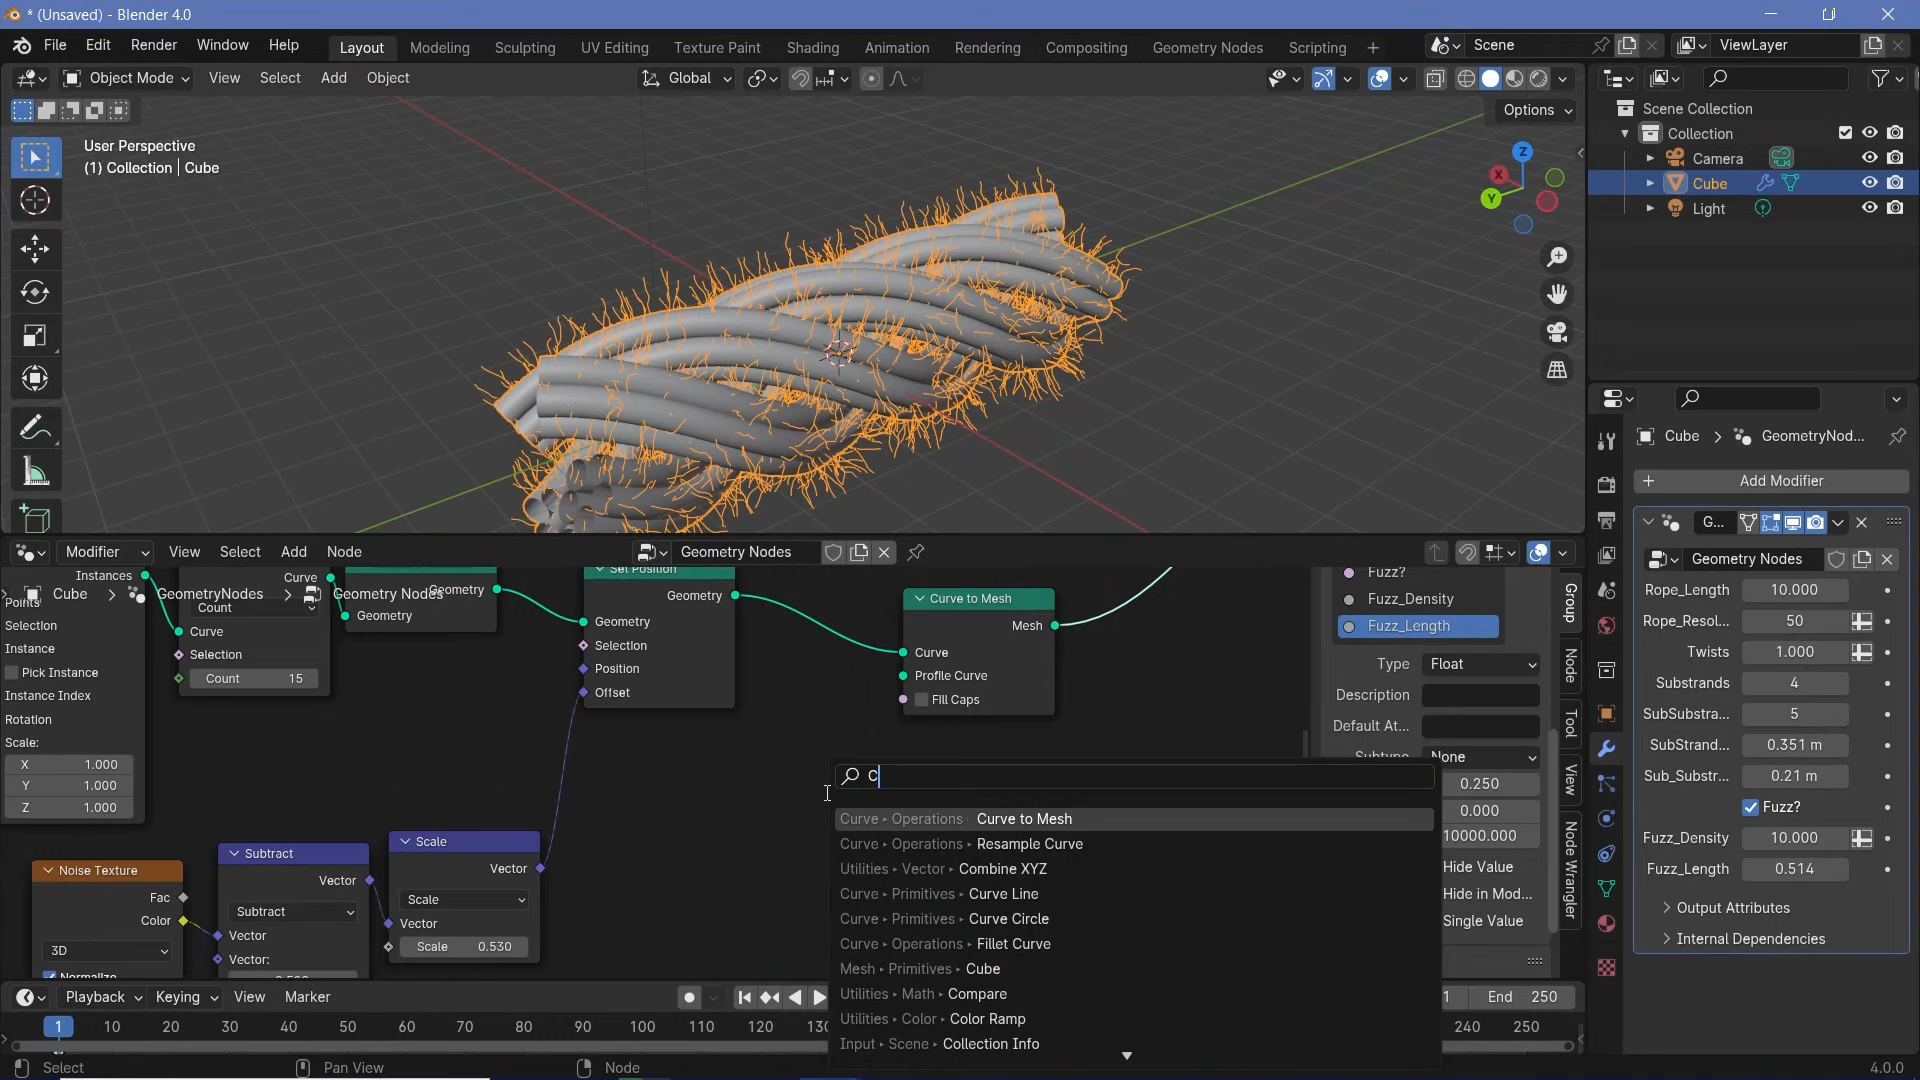 * (Unsaved) - Blender 4.0
File Edit Render Window Help Layout Modeling Sculpting UV Editing Texture Paint Shading Animation Rendering Compositing Geometry Nodes Scripting + Scene ViewLayer
Object Mode View Select Add Object Global
Options
User Perspective
(1) Collection | Cube
Z
X
Y
Scene Collection
Collection
Camera
Cube
Light
Cube > GeometryNod...
+ Add Modifier
G...
Geometry Nodes
Rope_Length 10.000
Rope_Resol... 50
Twists 1.000
Substrands 4
SubSubstra... 5
SubStrand... 0.351 m
Sub_Substr... 0.21 m
Fuzz?
Fuzz_Density 10.000
Fuzz_Length 0.514
Output Attributes
Internal Dependencies
Modifier View Select Add Node Geometry Nodes
Cube > GeometryNodes > Geometry Nodes
Instances
Points
Selection
Instance
Pick Instance
Instance Index
Rotation
Scale:
X 1.000
Y 1.000
Z 1.000
Curve
Count
Curve
Selection
Count 15
Geometry
Geometry
Set Position
Geometry
Geometry
Selection
Position
Offset
Curve to Mesh
Mesh
Curve
Profile Curve
Fill Caps
Noise Texture
Fac
Color
3D
Normalize
Subtract
Vector
Subtract
Vector
Vector:
Scale
Vector
Scale
Vector
Scale 0.530
C
Curve ▸ Operations ▸ Curve to Mesh
Curve ▸ Operations ▸ Resample Curve
Utilities ▸ Vector ▸ Combine XYZ
Curve ▸ Primitives ▸ Curve Line
Curve ▸ Primitives ▸ Curve Circle
Curve ▸ Operations ▸ Fillet Curve
Mesh ▸ Primitives ▸ Cube
Utilities ▸ Math ▸ Compare
Utilities ▸ Color ▸ Color Ramp
Input ▸ Scene ▸ Collection Info
Fuzz?
Fuzz_Density
Fuzz_Length
Type Float
Description
Default At...
Subtype None
0.250
0.000
10000.000
Hide Value
Hide in Mod...
Single Value
Group
Node
Tool
View
Node Wrangler
Playback Keying View Marker 1 End 250
1 10 20 30 40 50 60 70 80 90 100 110 120 240 250
Select Pan View Node 4.0.0